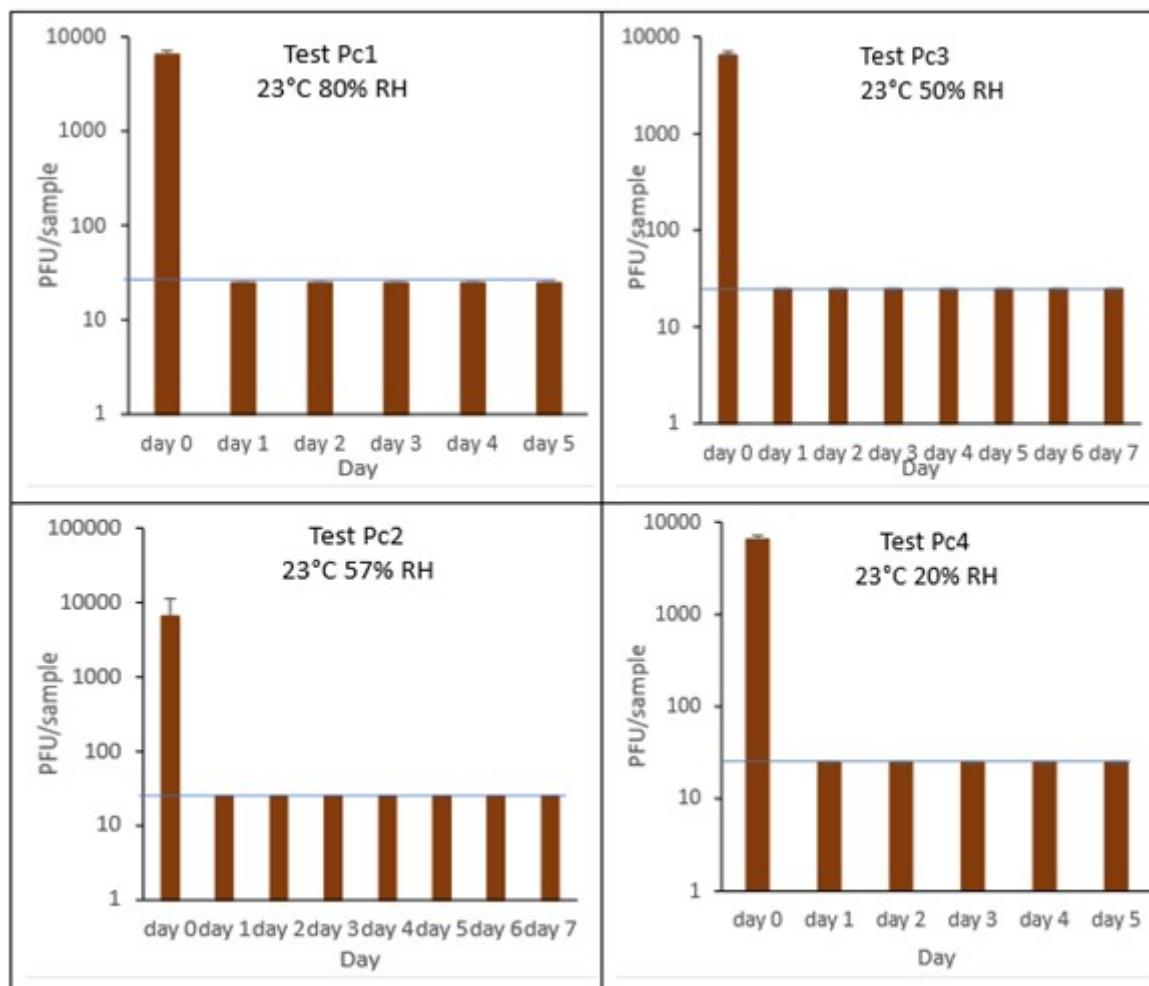 Test Pc1
23°C 80% RH
PFU/sample
10000
1000
100
10
1
day 0 day 1 day 2 day 3 day 4 day 5
Day
Test Pc3
23°C 50% RH
PFU/sample
10000
1000
100
10
1
day 0 day 1 day 2 day 3 day 4 day 5 day 6 day 7
Day
Test Pc2
23°C 57% RH
PFU/sample
100000
10000
1000
100
10
1
day 0 day 1 day 2 day 3 day 4 day 5 day 6 day 7
Day
Test Pc4
23°C 20% RH
PFU/sample
10000
1000
100
10
1
day 0 day 1 day 2 day 3 day 4 day 5
Day